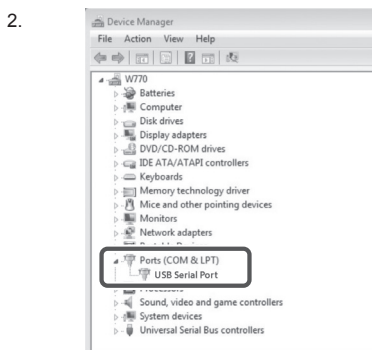 2.
Device Manager
File Action View Help
W770
Batteries
Computer
Disk drives
Display adapters
DVD/CD-ROM drives
IDE ATA/ATAPI controllers
Keyboards
Memory technology driver
Mice and other pointing devices
Monitors
Network adapters
Ports (COM & LPT)
USB Serial Port
Sound, video and game controllers
System devices
Universal Serial Bus controllers